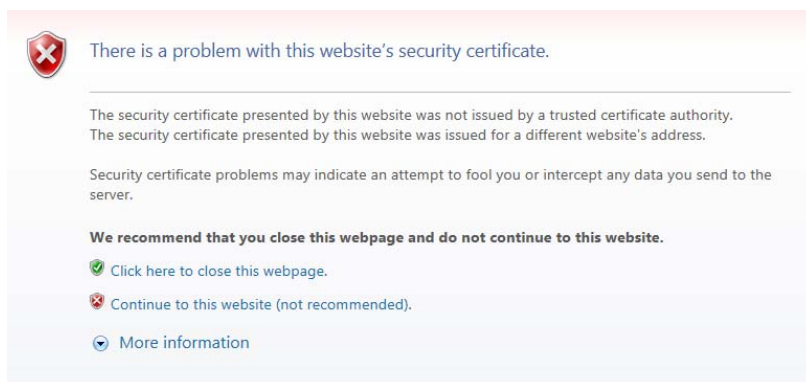 There is a problem with this website’s security certificate.
The security certificate presented by this website was not issued by a trusted certificate authority.
The security certificate presented by this website was issued for a different website's address.
Security certificate problems may indicate an attempt to fool you or intercept any data you send to the
server.
We recommend that you close this webpage and do not continue to this website.
Click here to close this webpage.
Continue to this website (not recommended).
More information